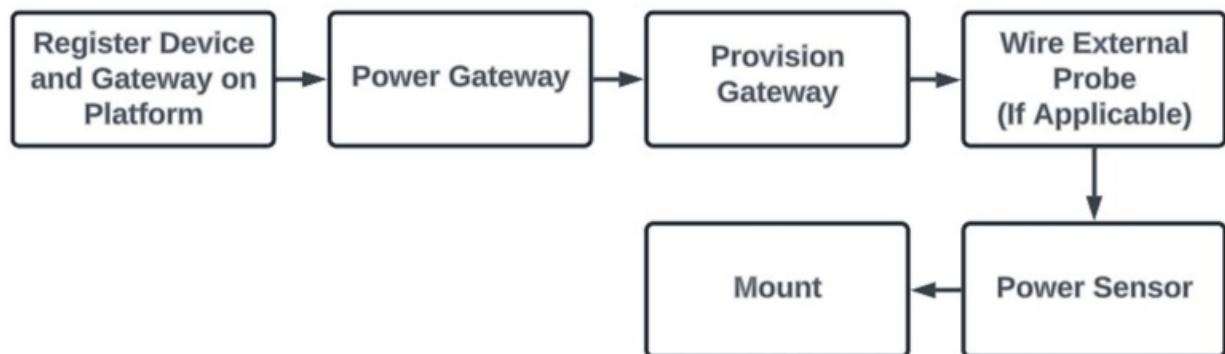 Register Device
and Gateway on
Platform
Power Gateway
Provision
Gateway
Wire External
Probe
(If Applicable)
Power Sensor
Mount